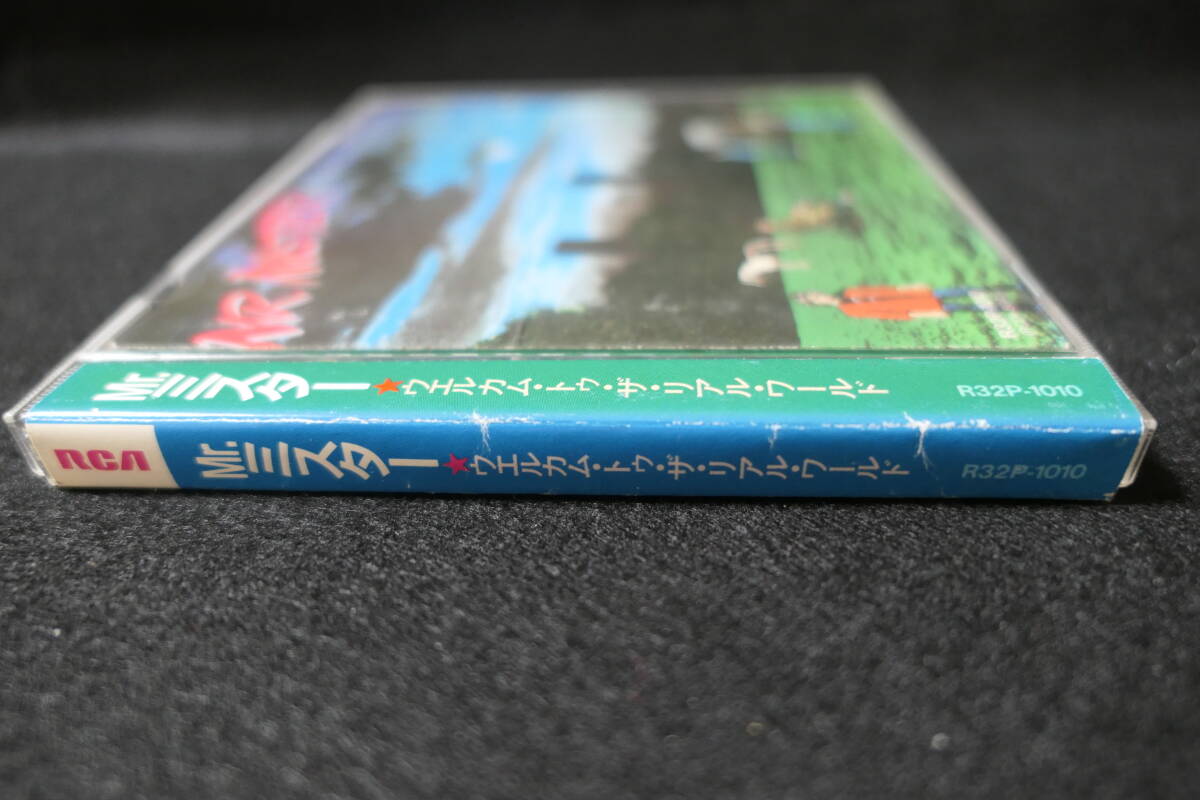 MR. MISTER
Mr.ミスター★ウエルカム・トゥ・ザ・リアル・ワールド R32P-1010
RCA Mr.ミスター★ウエルカム・トゥ・ザ・リアル・ワールド R32P-1010